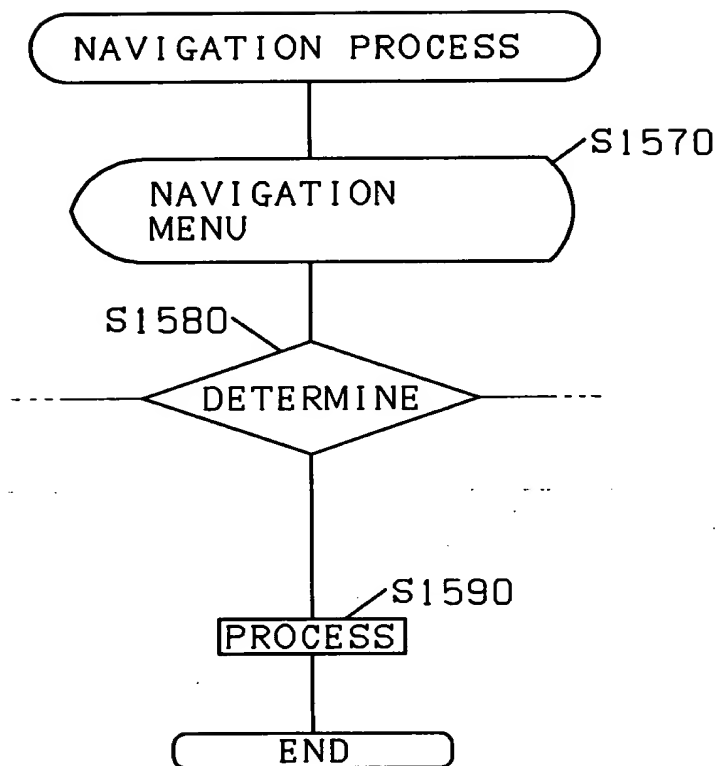 NAVIGATION PROCESS
S1570
NAVIGATION
MENU
S1580
DETERMINE
S1590
PROCESS
END